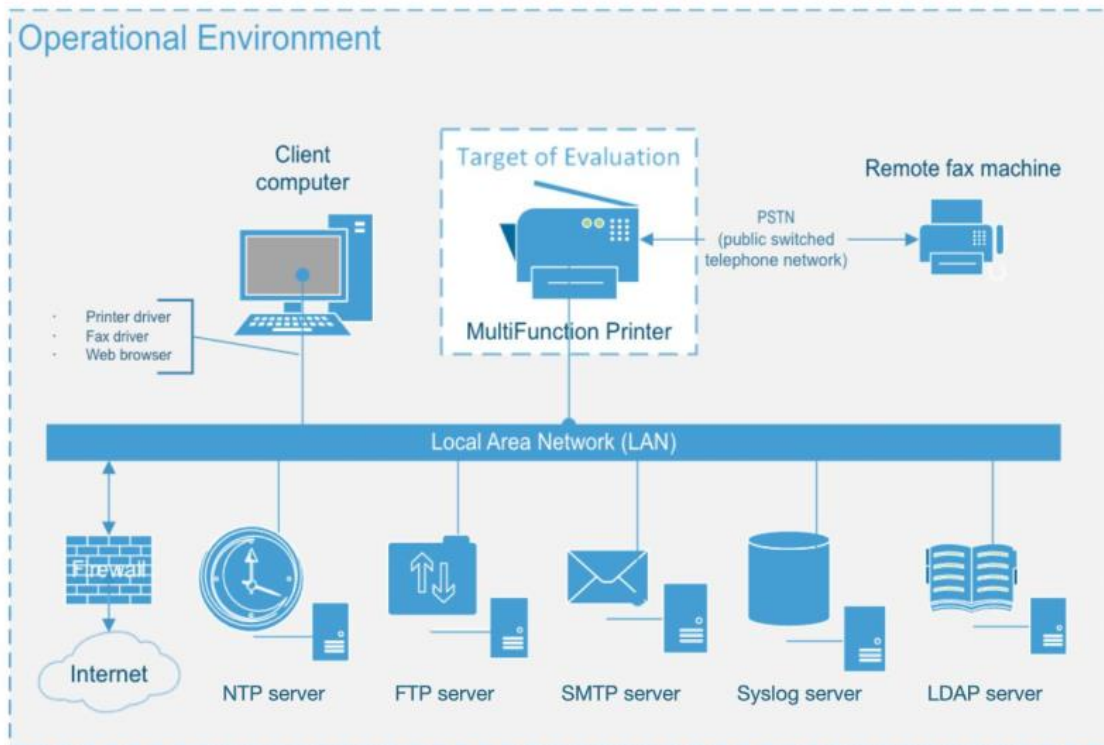 Operational Environment
Client
computer
Target of Evaluation
MultiFunction Printer
Remote fax machine
PSTN
(public switched
telephone network)
· Printer driver
· Fax driver
· Web browser
Local Area Network (LAN)
Firewall
Internet
NTP server
FTP server
SMTP server
Syslog server
LDAP server